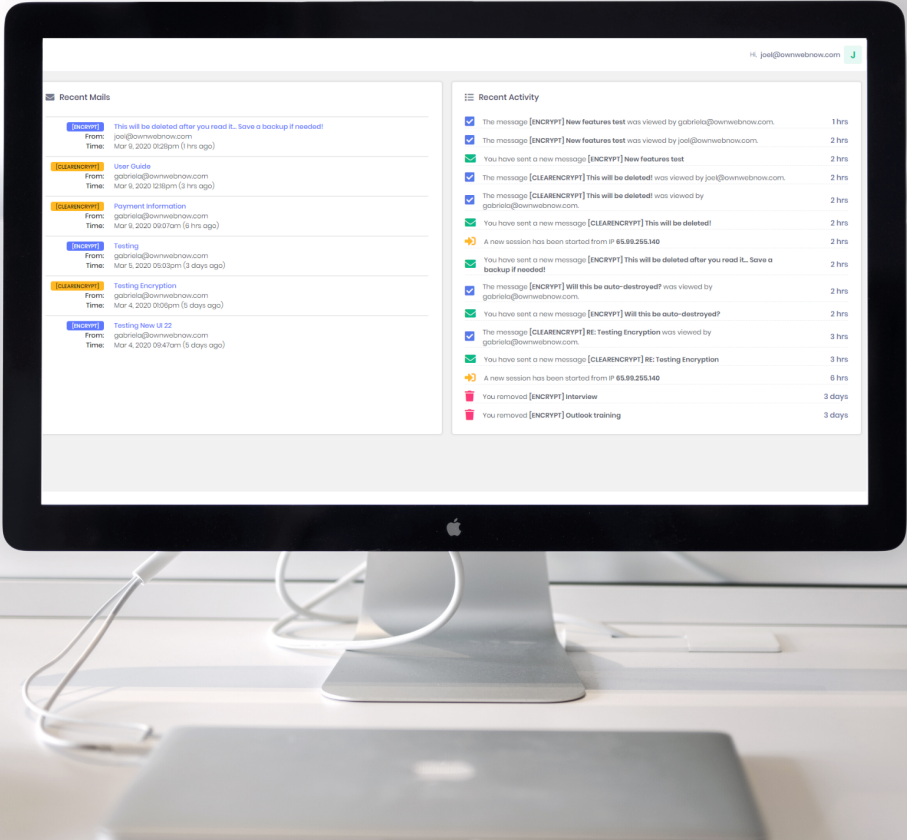 Hi, joel@ownwebnow.com J
Recent Mails
[ENCRYPT] This will be deleted after you read it... Save a backup if needed!
From: joel@ownwebnow.com
Time: Mar 9, 2020 01:28pm (1 hrs ago)
[CLEARENCRYPT] User Guide
From: gabriela@ownwebnow.com
Time: Mar 9, 2020 12:18pm (3 hrs ago)
[CLEARENCRYPT] Payment Information
From: gabriela@ownwebnow.com
Time: Mar 9, 2020 09:07am (6 hrs ago)
[ENCRYPT] Testing
From: gabriela@ownwebnow.com
Time: Mar 5, 2020 05:03pm (3 days ago)
[CLEARENCRYPT] Testing Encryption
From: gabriela@ownwebnow.com
Time: Mar 4, 2020 01:06pm (5 days ago)
[ENCRYPT] Testing New UI 22
From: gabriela@ownwebnow.com
Time: Mar 4, 2020 09:47am (5 days ago)
Recent Activity
The message [ENCRYPT] New features test was viewed by gabriela@ownwebnow.com. 1 hrs
The message [ENCRYPT] New features test was viewed by joel@ownwebnow.com. 2 hrs
You have sent a new message [ENCRYPT] New features test 2 hrs
The message [CLEARENCRYPT] This will be deleted! was viewed by joel@ownwebnow.com. 2 hrs
The message [CLEARENCRYPT] This will be deleted! was viewed by
gabriela@ownwebnow.com. 2 hrs
You have sent a new message [CLEARENCRYPT] This will be deleted! 2 hrs
A new session has been started from IP 65.99.255.140 2 hrs
You have sent a new message [ENCRYPT] This will be deleted after you read it... Save a
backup if needed! 2 hrs
The message [ENCRYPT] Will this be auto-destroyed? was viewed by
gabriela@ownwebnow.com. 2 hrs
You have sent a new message [ENCRYPT] Will this be auto-destroyed? 2 hrs
The message [CLEARENCRYPT] RE: Testing Encryption was viewed by
gabriela@ownwebnow.com. 3 hrs
You have sent a new message [CLEARENCRYPT] RE: Testing Encryption 3 hrs
A new session has been started from IP 65.99.255.140 6 hrs
You removed [ENCRYPT] Interview 3 days
You removed [ENCRYPT] Outlook training 3 days